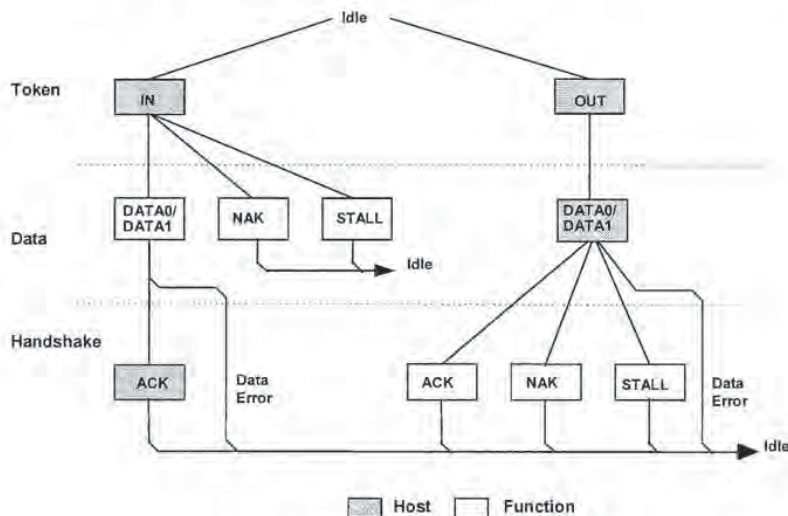 Idle
Token
IN
OUT
Data
DATA0/
DATA1
NAK
STALL
DATA0/
DATA1
Idle
Handshake
ACK
Data
Error
ACK
NAK
STALL
Data
Error
Idle
Host
Function